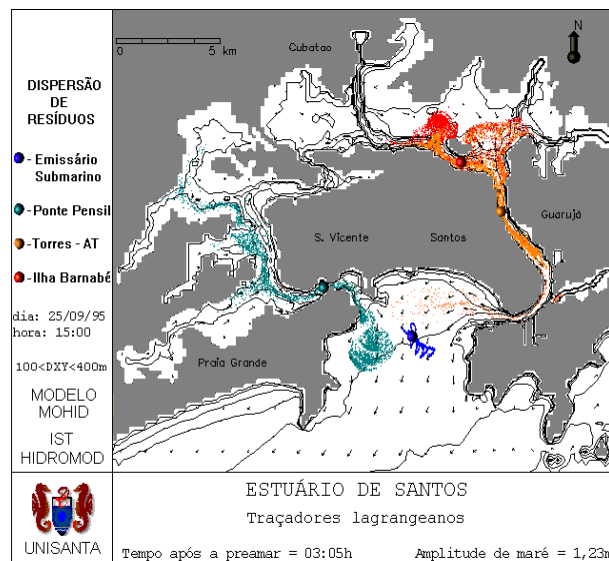 DISPERSÃO
DE
RESÍDUOS
- Emissário
Submarino
-Ponte Pensil
-Torres - AT
-Ilha Barnabé
dia: 25/09/95
hora: 15:00
100<DXY<400m
MODELO
MOHID
IST
HIDROMOD
UNISANTA
0 5 km
Cubatao
N
Guarujá
S. Vicente
Santos
Praia Grande
ESTUÁRIO DE SANTOS
Traçadores lagrangeanos
Tempo após a preamar = 03:05h
Amplitude de maré = 1,23m